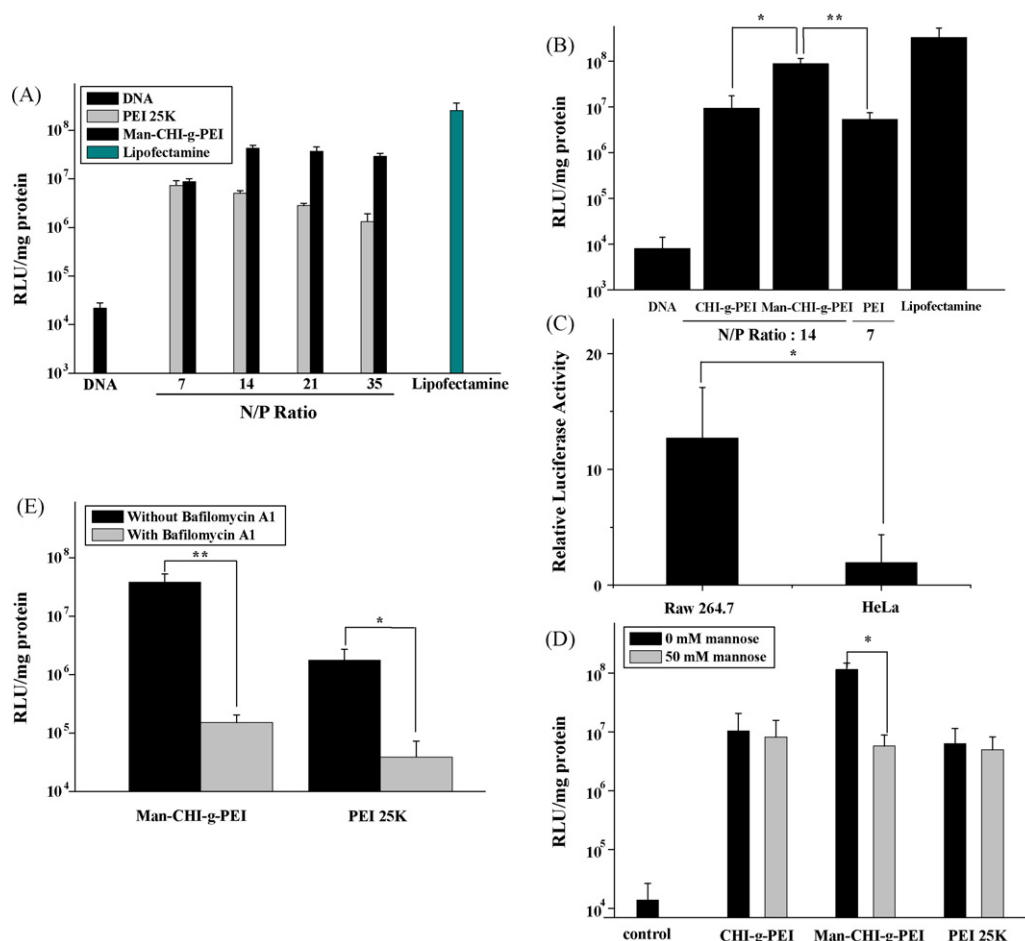 (A)
DNA
PEI 25K
Man-CHI-g-PEI
Lipofectamine
RLU/mg protein
10⁸
10⁷
10⁶
10⁵
10⁴
10³
DNA 7 14 21 35 Lipofectamine
N/P Ratio
(B)
* **
RLU/mg protein
10⁸
10⁷
10⁶
10⁴
10³
DNA CHI-g-PEI Man-CHI-g-PEI PEI Lipofectamine
N/P Ratio : 14 7
(C)
*
Relative Luciferase Activity
20
10
0
Raw 264.7 HeLa
(E)
Without Bafilomycin A1
With Bafilomycin A1
** *
RLU/mg protein
10⁸
10⁷
10⁶
10⁵
10⁴
Man-CHI-g-PEI PEI 25K
(D)
0 mM mannose
50 mM mannose
*
RLU/mg protein
10⁸
10⁷
10⁶
10⁵
10⁴
control CHI-g-PEI Man-CHI-g-PEI PEI 25K